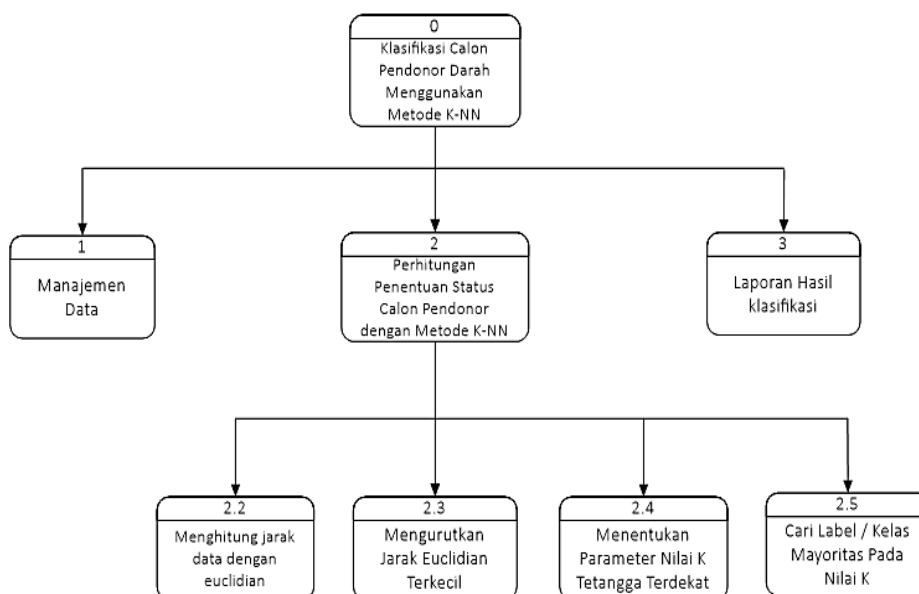 0
Klasifikasi Calon
Pendonor Darah
Menggunakan
Metode K-NN
1
Manajemen
Data
2
Perhitungan
Penentuan Status
Calon Pendonor
dengan Metode K-NN
3
Laporan Hasil
klasifikasi
2.2
Menghitung jarak
data dengan
euclidian
2.3
Mengurutkan
Jarak Euclidian
Terkecil
2.4
Menentukan
Parameter Nilai K
Tetangga Terdekat
2.5
Cari Label / Kelas
Mayoritas Pada
Nilai K